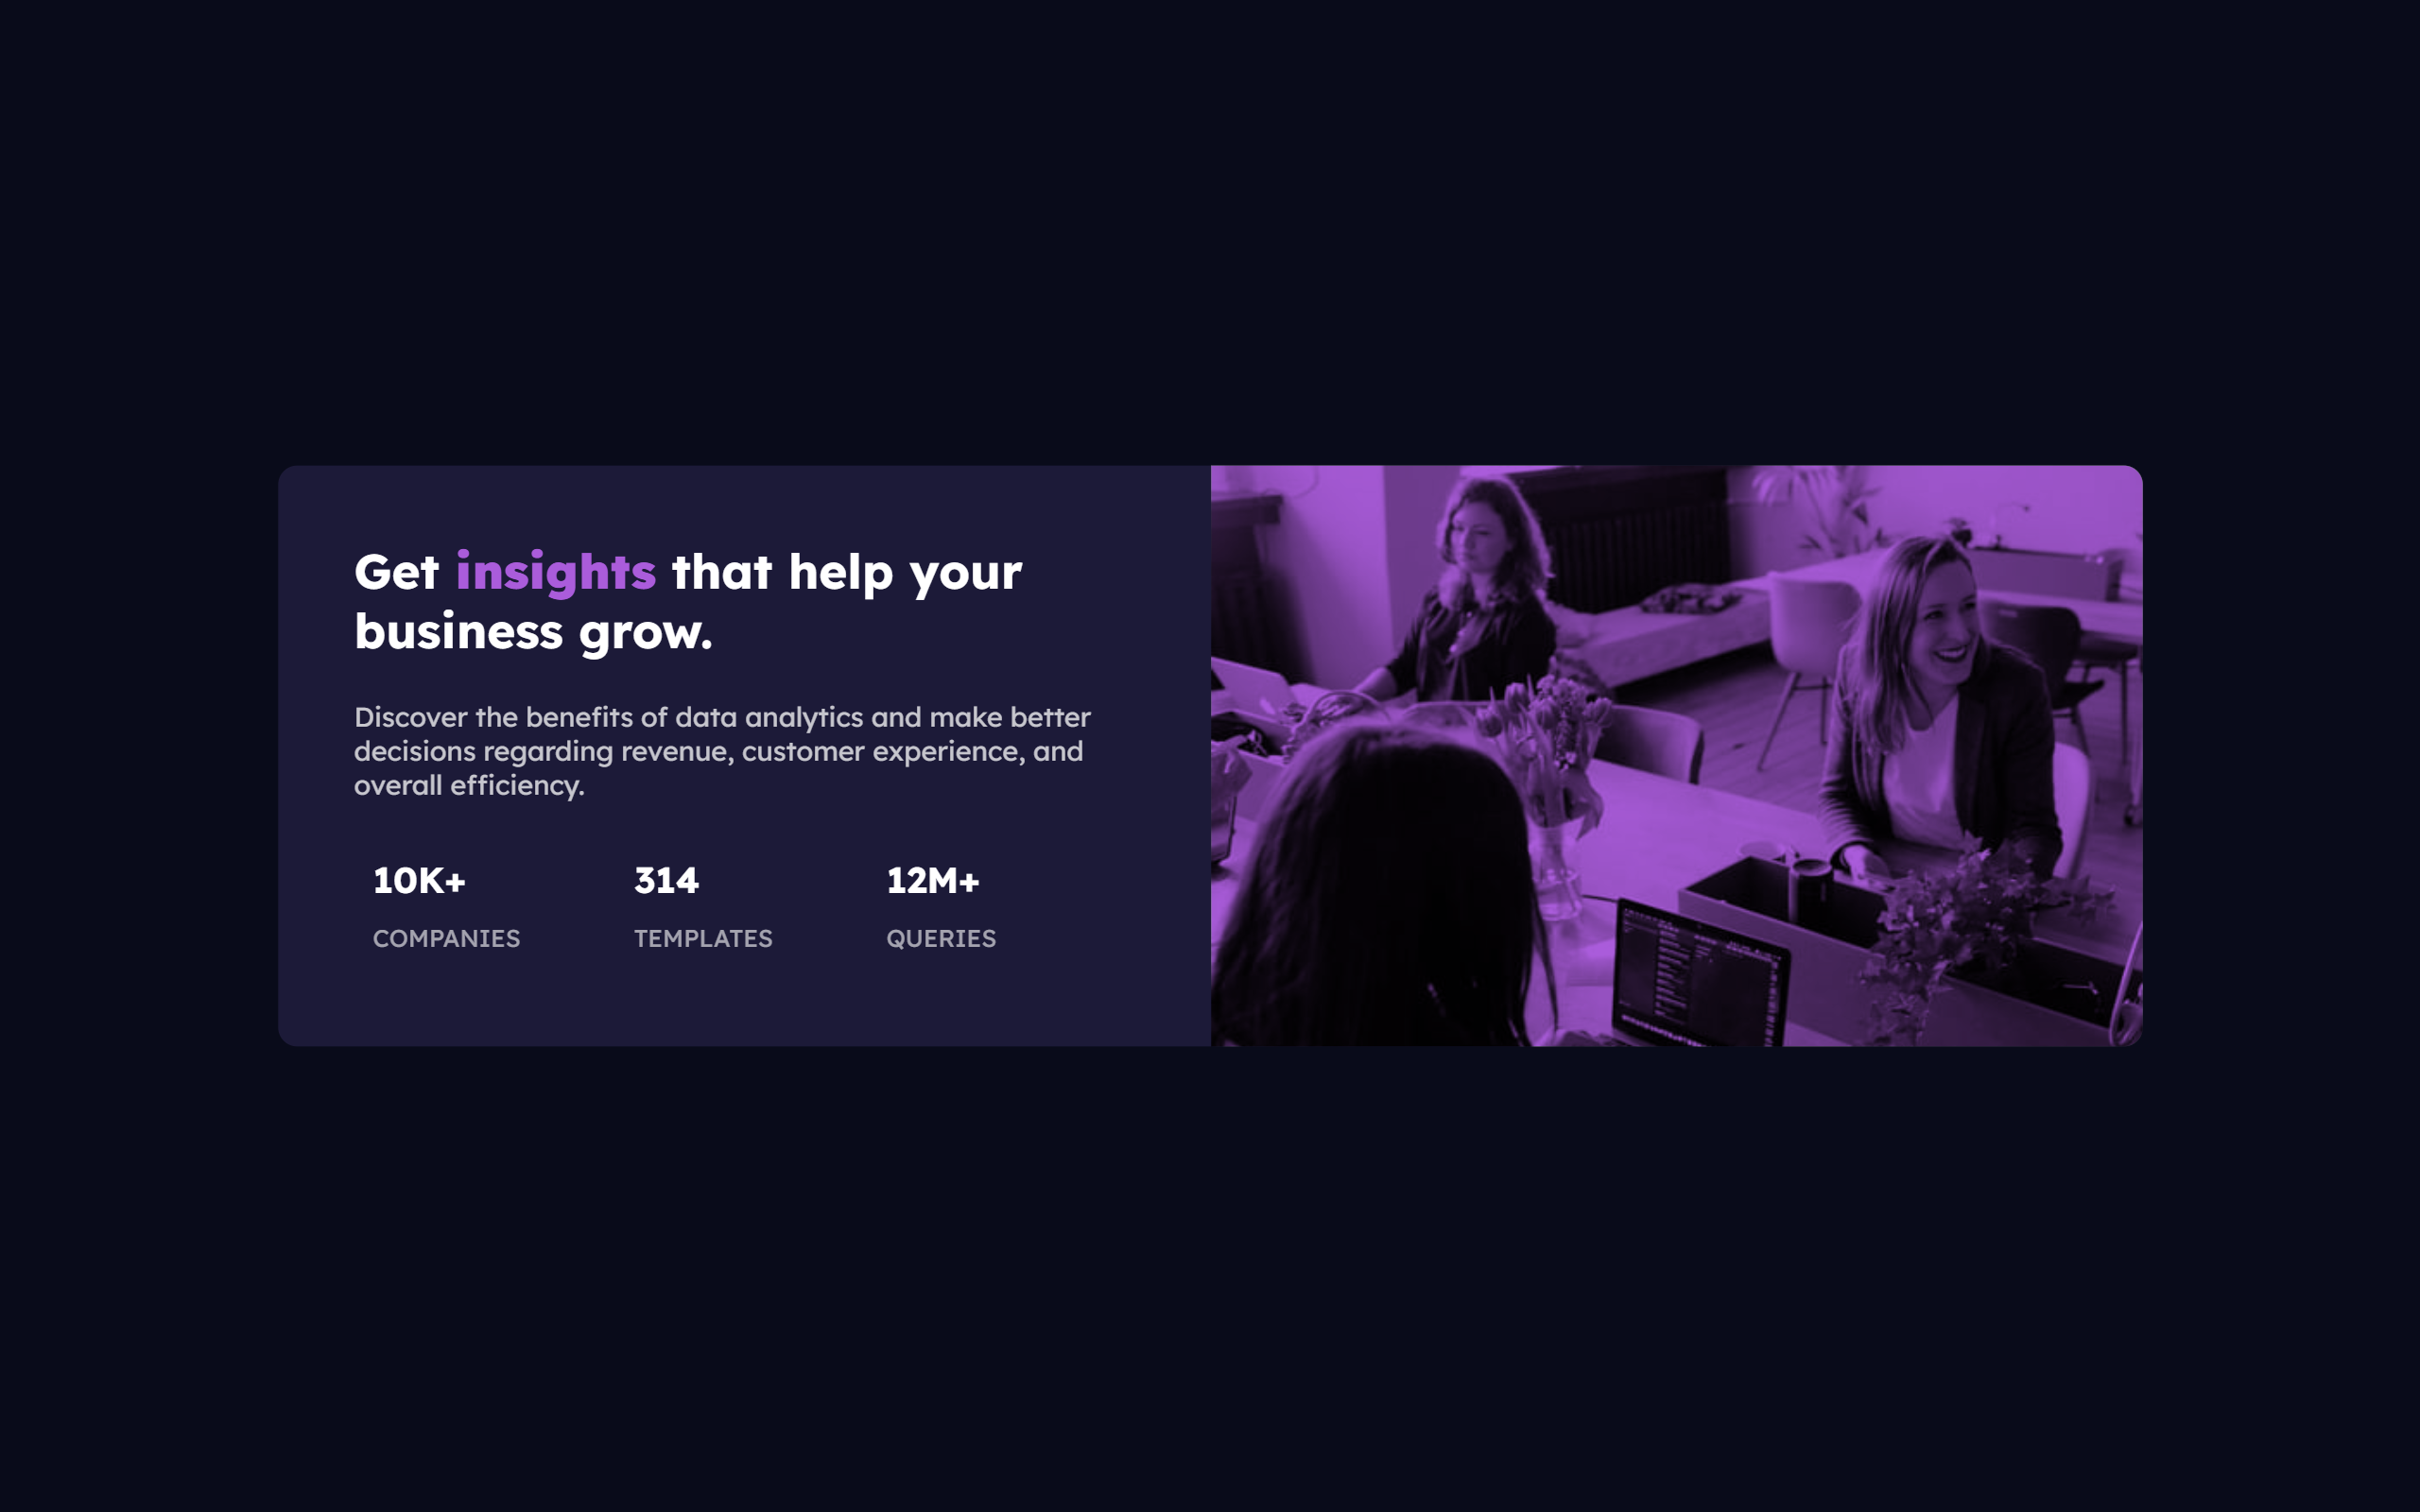 Get insights that help your
business grow.
Discover the benefits of data analytics and make better
decisions regarding revenue, customer experience, and
overall efficiency.
10K+ 314 12M+
COMPANIES TEMPLATES QUERIES